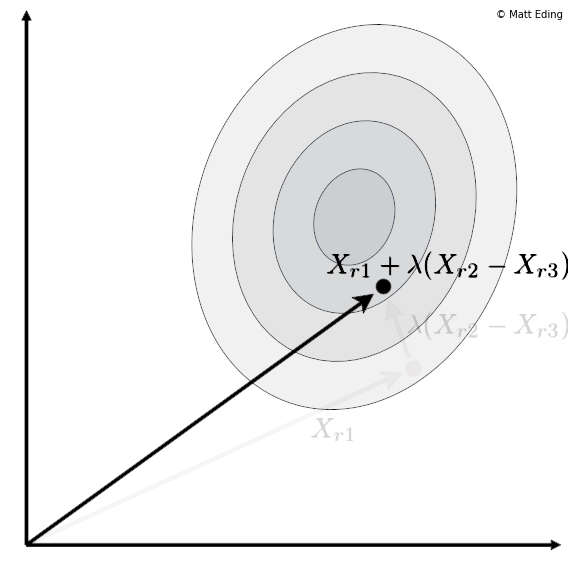 © Matt Eding
X_{r1} + λ(X_{r2} − X_{r3})
λ(X_{r2} − X_{r3})
X_{r1}